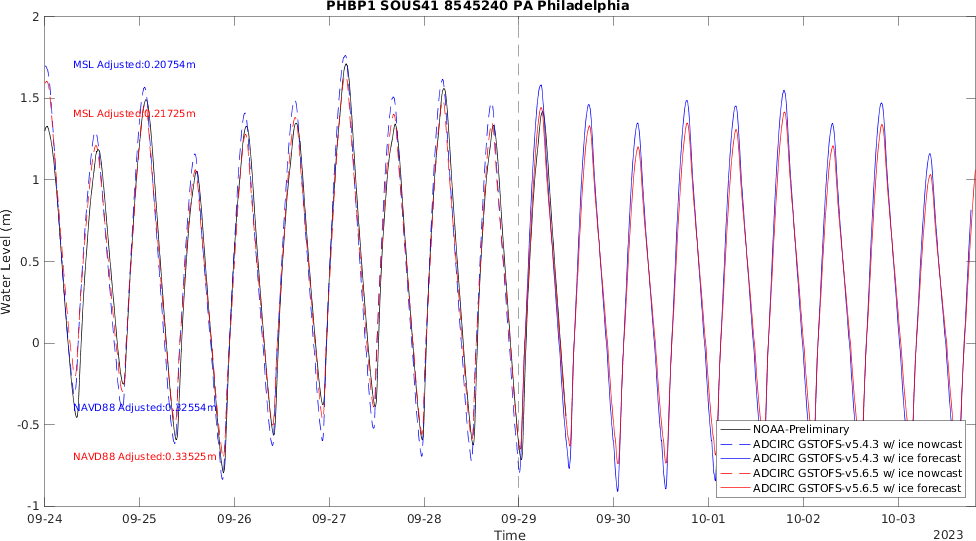 PHBP1 SOUS41 8545240 PA Philadelphia
2
1.5
1
0.5
0
-0.5
-1
Water Level (m)
MSL Adjusted:0.20754m
MSL Adjusted:0.21725m
NAVD88 Adjusted:0.32554m
NAVD88 Adjusted:0.33525m
NOAA-Preliminary
ADCIRC GSTOFS-v5.4.3 w/ ice nowcast
ADCIRC GSTOFS-v5.4.3 w/ ice forecast
ADCIRC GSTOFS-v5.6.5 w/ ice nowcast
ADCIRC GSTOFS-v5.6.5 w/ ice forecast
09-24 09-25 09-26 09-27 09-28 09-29 09-30 10-01 10-02 10-03
Time
2023